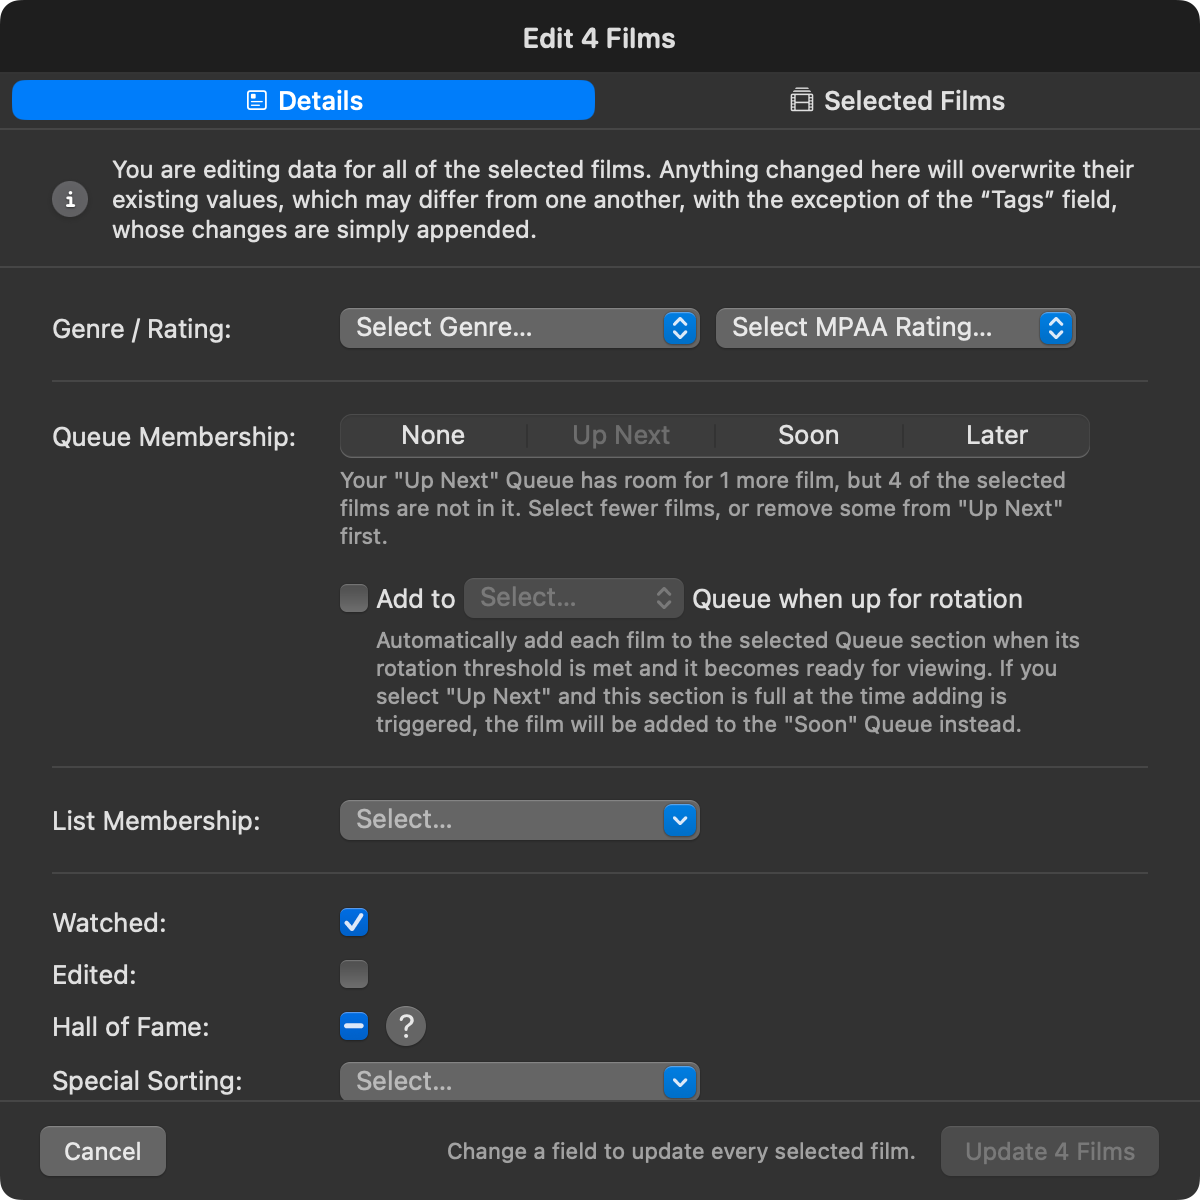 Edit 4 Films
Details
Selected Films
You are editing data for all of the selected films. Anything changed here will overwrite their
existing values, which may differ from one another, with the exception of the “Tags” field,
whose changes are simply appended.
Genre / Rating:
Select Genre...
Select MPAA Rating...
Queue Membership:
None
Up Next
Soon
Later
Your "Up Next" Queue has room for 1 more film, but 4 of the selected
films are not in it. Select fewer films, or remove some from "Up Next"
first.
Add to Select... Queue when up for rotation
Automatically add each film to the selected Queue section when its
rotation threshold is met and it becomes ready for viewing. If you
select "Up Next" and this section is full at the time adding is
triggered, the film will be added to the "Soon" Queue instead.
List Membership:
Select...
Watched:
Edited:
Hall of Fame:
?
Special Sorting:
Select...
Cancel
Change a field to update every selected film.
Update 4 Films